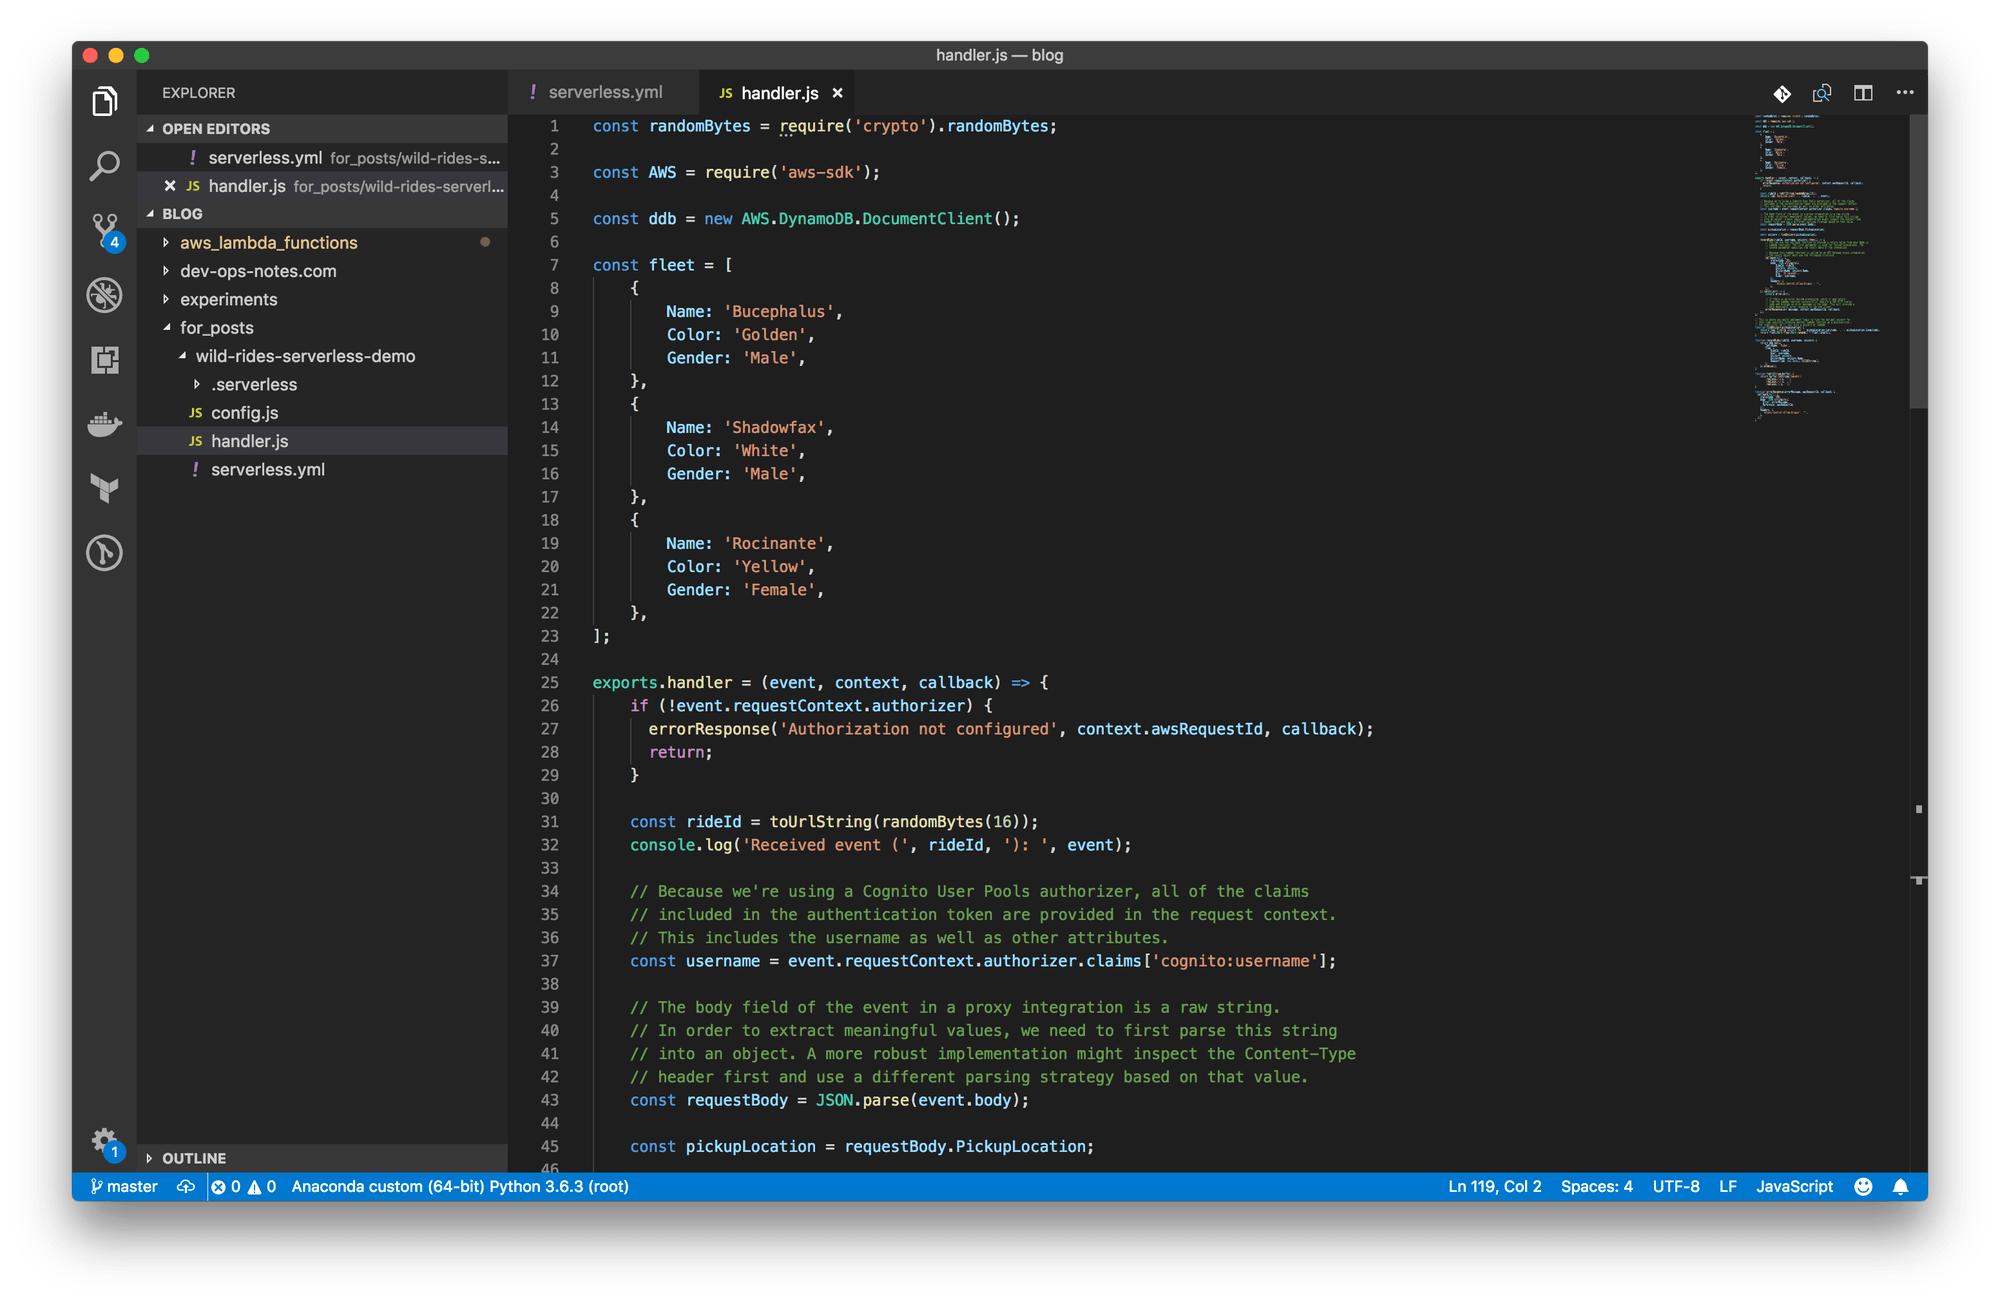 handler.js — blog
EXPLORER
OPEN EDITORS
! serverless.yml for_posts/wild-rides-s...
JS handler.js for_posts/wild-rides-serverl...
BLOG
aws_lambda_functions
dev-ops-notes.com
experiments
for_posts
wild-rides-serverless-demo
.serverless
JS config.js
JS handler.js
! serverless.yml
OUTLINE
4
1
! serverless.yml
JS handler.js
1 const randomBytes = require('crypto').randomBytes;
2
3 const AWS = require('aws-sdk');
4
5 const ddb = new AWS.DynamoDB.DocumentClient();
6
7 const fleet = [
8 {
9 Name: 'Bucephalus',
10 Color: 'Golden',
11 Gender: 'Male',
12 },
13 {
14 Name: 'Shadowfax',
15 Color: 'White',
16 Gender: 'Male',
17 },
18 {
19 Name: 'Rocinante',
20 Color: 'Yellow',
21 Gender: 'Female',
22 },
23 ];
24
25 exports.handler = (event, context, callback) => {
26 if (!event.requestContext.authorizer) {
27 errorResponse('Authorization not configured', context.awsRequestId, callback);
28 return;
29 }
30
31 const rideId = toUrlString(randomBytes(16));
32 console.log('Received event (', rideId, '): ', event);
33
34 // Because we're using a Cognito User Pools authorizer, all of the claims
35 // included in the authentication token are provided in the request context.
36 // This includes the username as well as other attributes.
37 const username = event.requestContext.authorizer.claims['cognito:username'];
38
39 // The body field of the event in a proxy integration is a raw string.
40 // In order to extract meaningful values, we need to first parse this string
41 // into an object. A more robust implementation might inspect the Content-Type
42 // header first and use a different parsing strategy based on that value.
43 const requestBody = JSON.parse(event.body);
44
45 const pickupLocation = requestBody.PickupLocation;
46
master 0 0 Anaconda custom (64-bit) Python 3.6.3 (root) Ln 119, Col 2 Spaces: 4 UTF-8 LF JavaScript